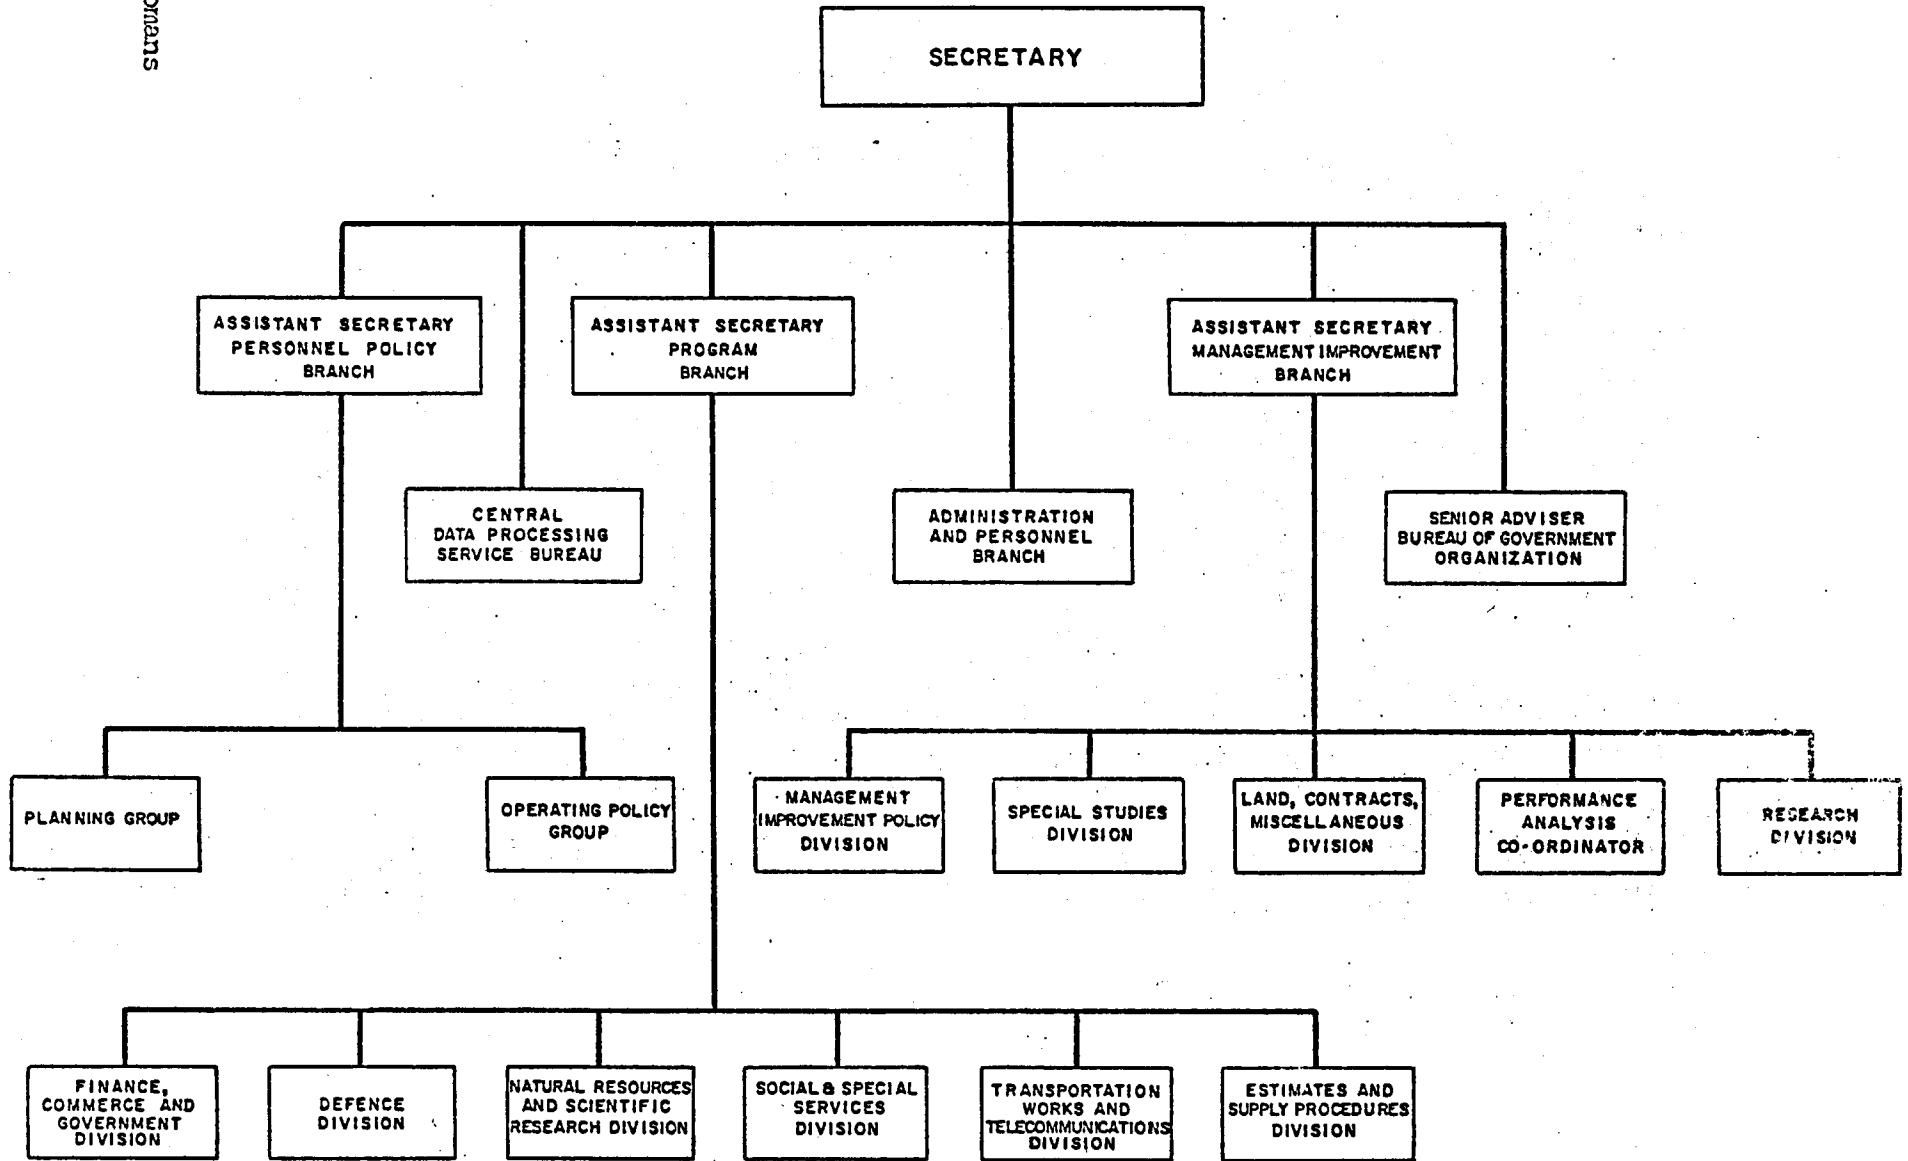 SECRETARY
ASSISTANT SECRETARY
PERSONNEL POLICY
BRANCH
ASSISTANT SECRETARY
PROGRAM
BRANCH
ASSISTANT SECRETARY
MANAGEMENT IMPROVEMENT
BRANCH
CENTRAL
DATA PROCESSING
SERVICE BUREAU
ADMINISTRATION
AND PERSONNEL
BRANCH
SENIOR ADVISER
BUREAU OF GOVERNMENT
ORGANIZATION
PLANNING GROUP
OPERATING POLICY
GROUP
MANAGEMENT
IMPROVEMENT POLICY
DIVISION
SPECIAL STUDIES
DIVISION
LAND, CONTRACTS,
MISCELLANEOUS
DIVISION
PERFORMANCE
ANALYSIS
CO-ORDINATOR
RESEARCH
DIVISION
FINANCE,
COMMERCE AND
GOVERNMENT
DIVISION
DEFENCE
DIVISION
NATURAL RESOURCES
AND SCIENTIFIC
RESEARCH DIVISION
SOCIAL & SPECIAL
SERVICES
DIVISION
TRANSPORTATION
WORKS AND
TELECOMMUNICATIONS
DIVISION
ESTIMATES AND
SUPPLY PROCEDURES
DIVISION